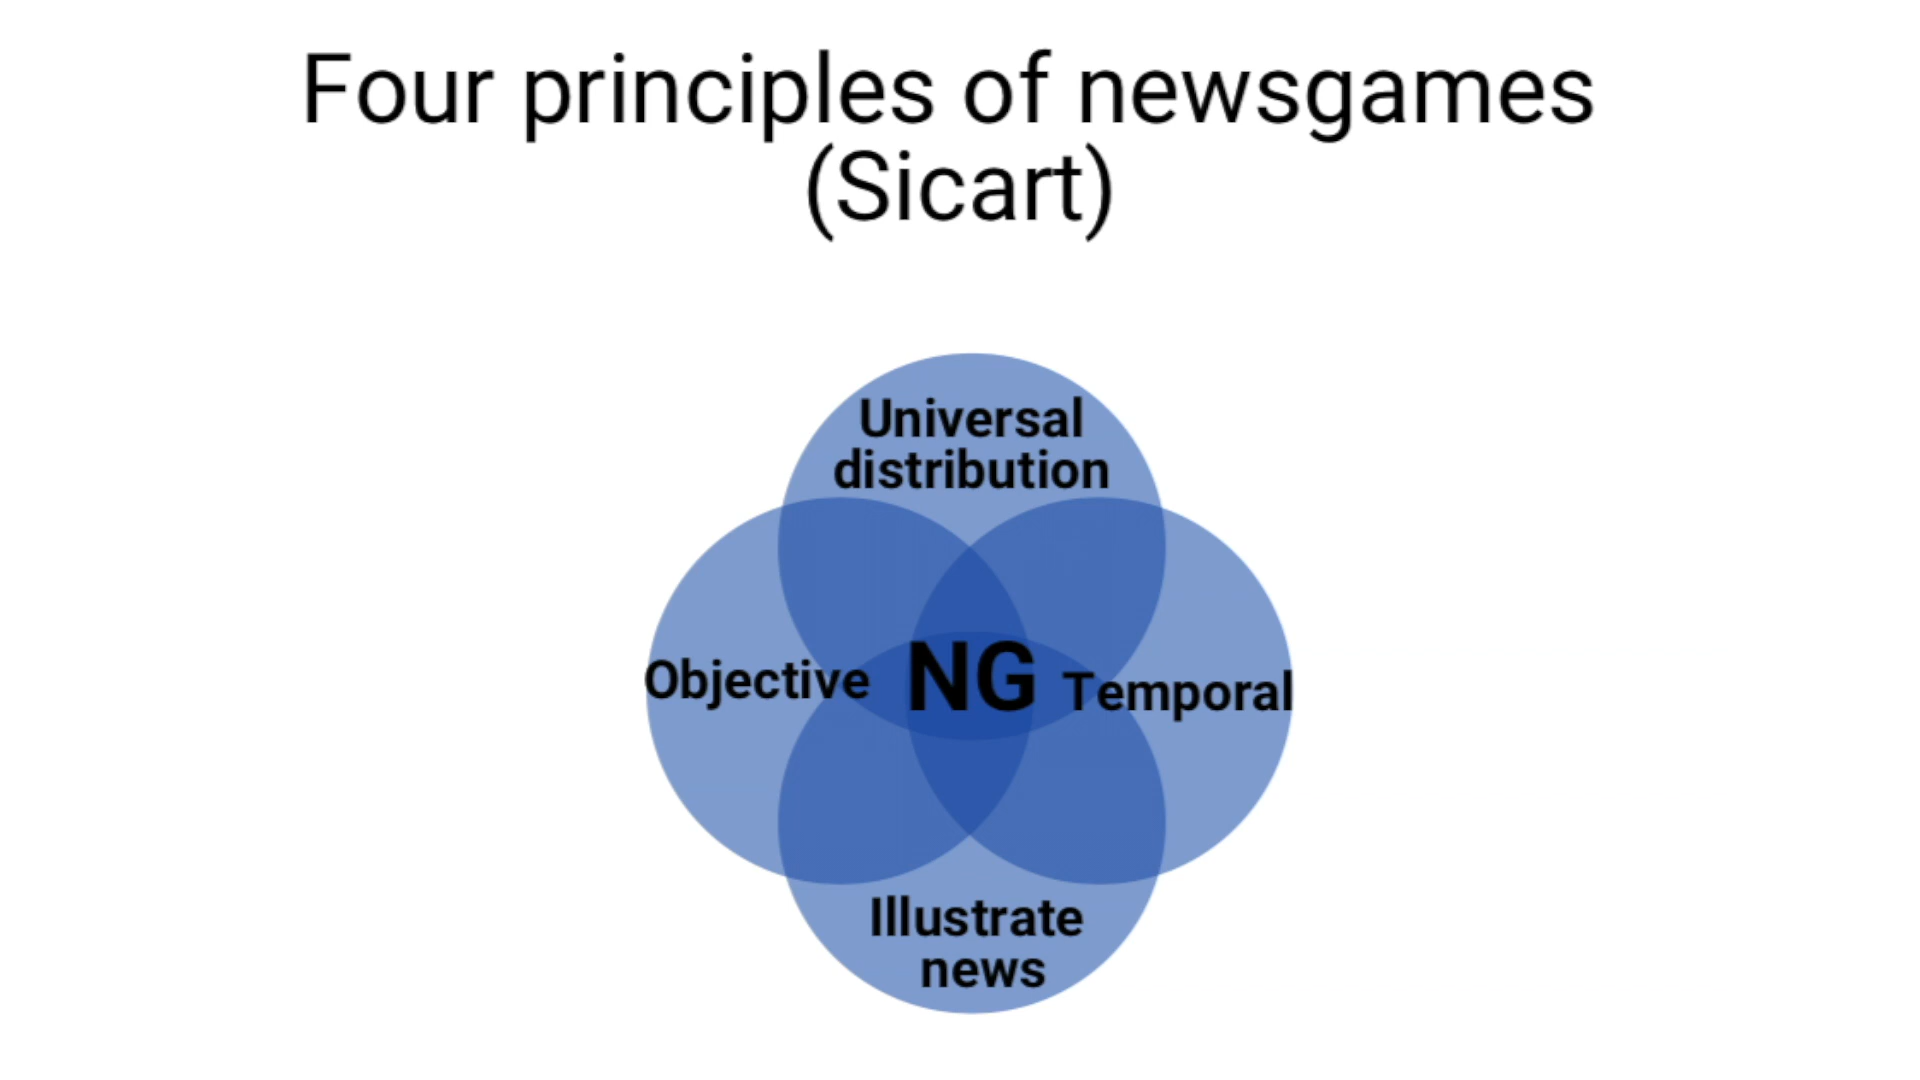 Four principles of newsgames
(Sicart)
Universal
distribution
Objective
NG
Temporal
Illustrate
news